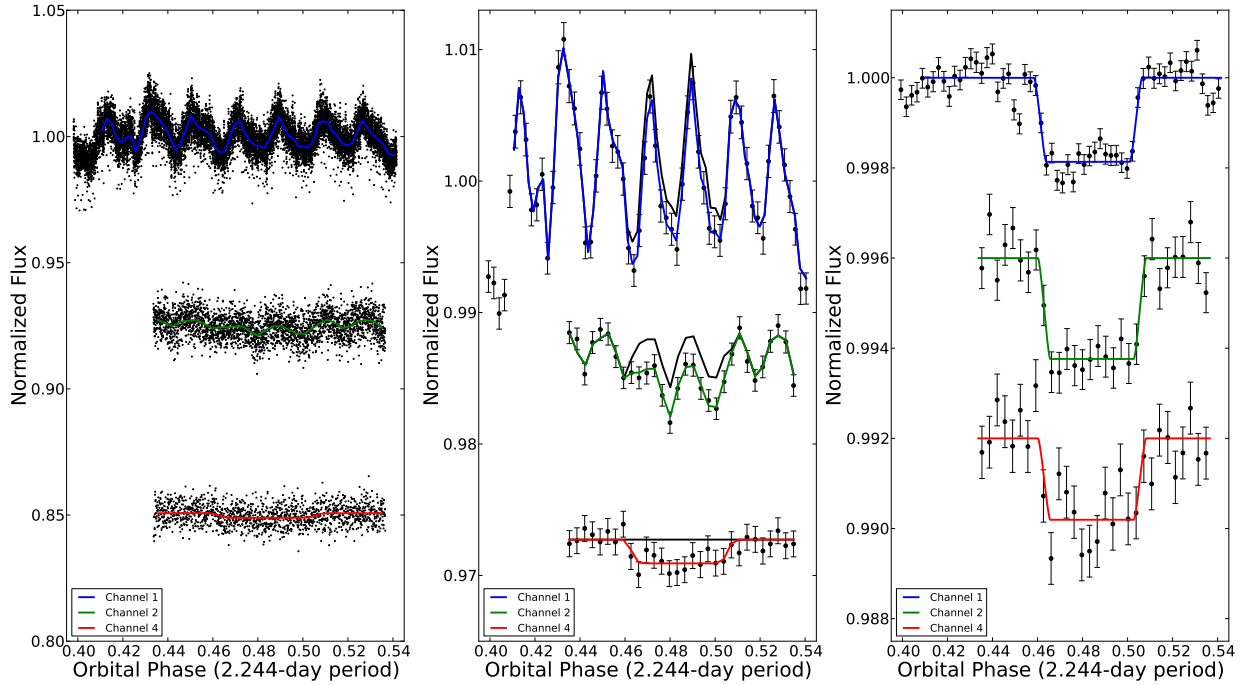 Normalized Flux
1.05
1.00
0.95
0.90
0.85
0.80
Channel 1
Channel 2
Channel 4
0.40 0.42 0.44 0.46 0.48 0.50 0.52 0.54
Orbital Phase (2.244-day period)
Normalized Flux
1.01
1.00
0.99
0.98
0.97
Channel 1
Channel 2
Channel 4
0.40 0.42 0.44 0.46 0.48 0.50 0.52 0.54
Orbital Phase (2.244-day period)
Normalized Flux
1.000
0.998
0.996
0.994
0.992
0.990
0.988
Channel 1
Channel 2
Channel 4
0.40 0.42 0.44 0.46 0.48 0.50 0.52 0.54
Orbital Phase (2.244-day period)